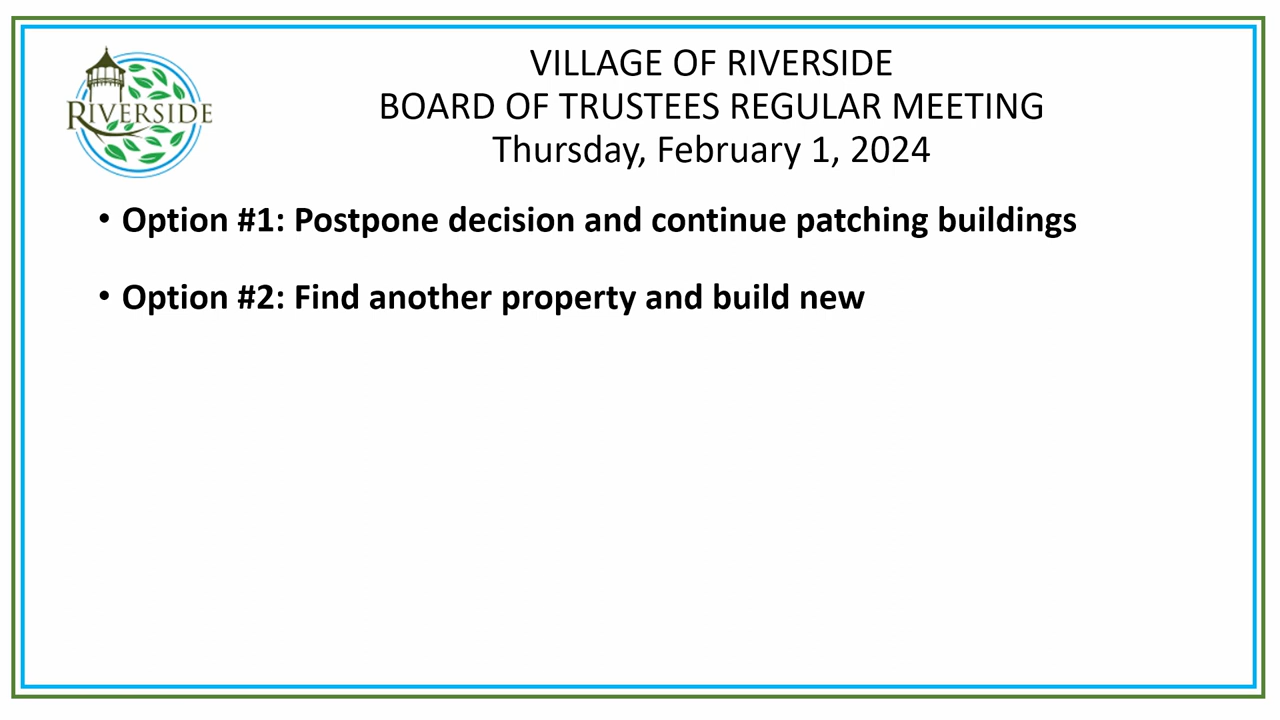 RIVERSIDE
VILLAGE OF RIVERSIDE
BOARD OF TRUSTEES REGULAR MEETING
Thursday, February 1, 2024
• Option #1: Postpone decision and continue patching buildings
• Option #2: Find another property and build new